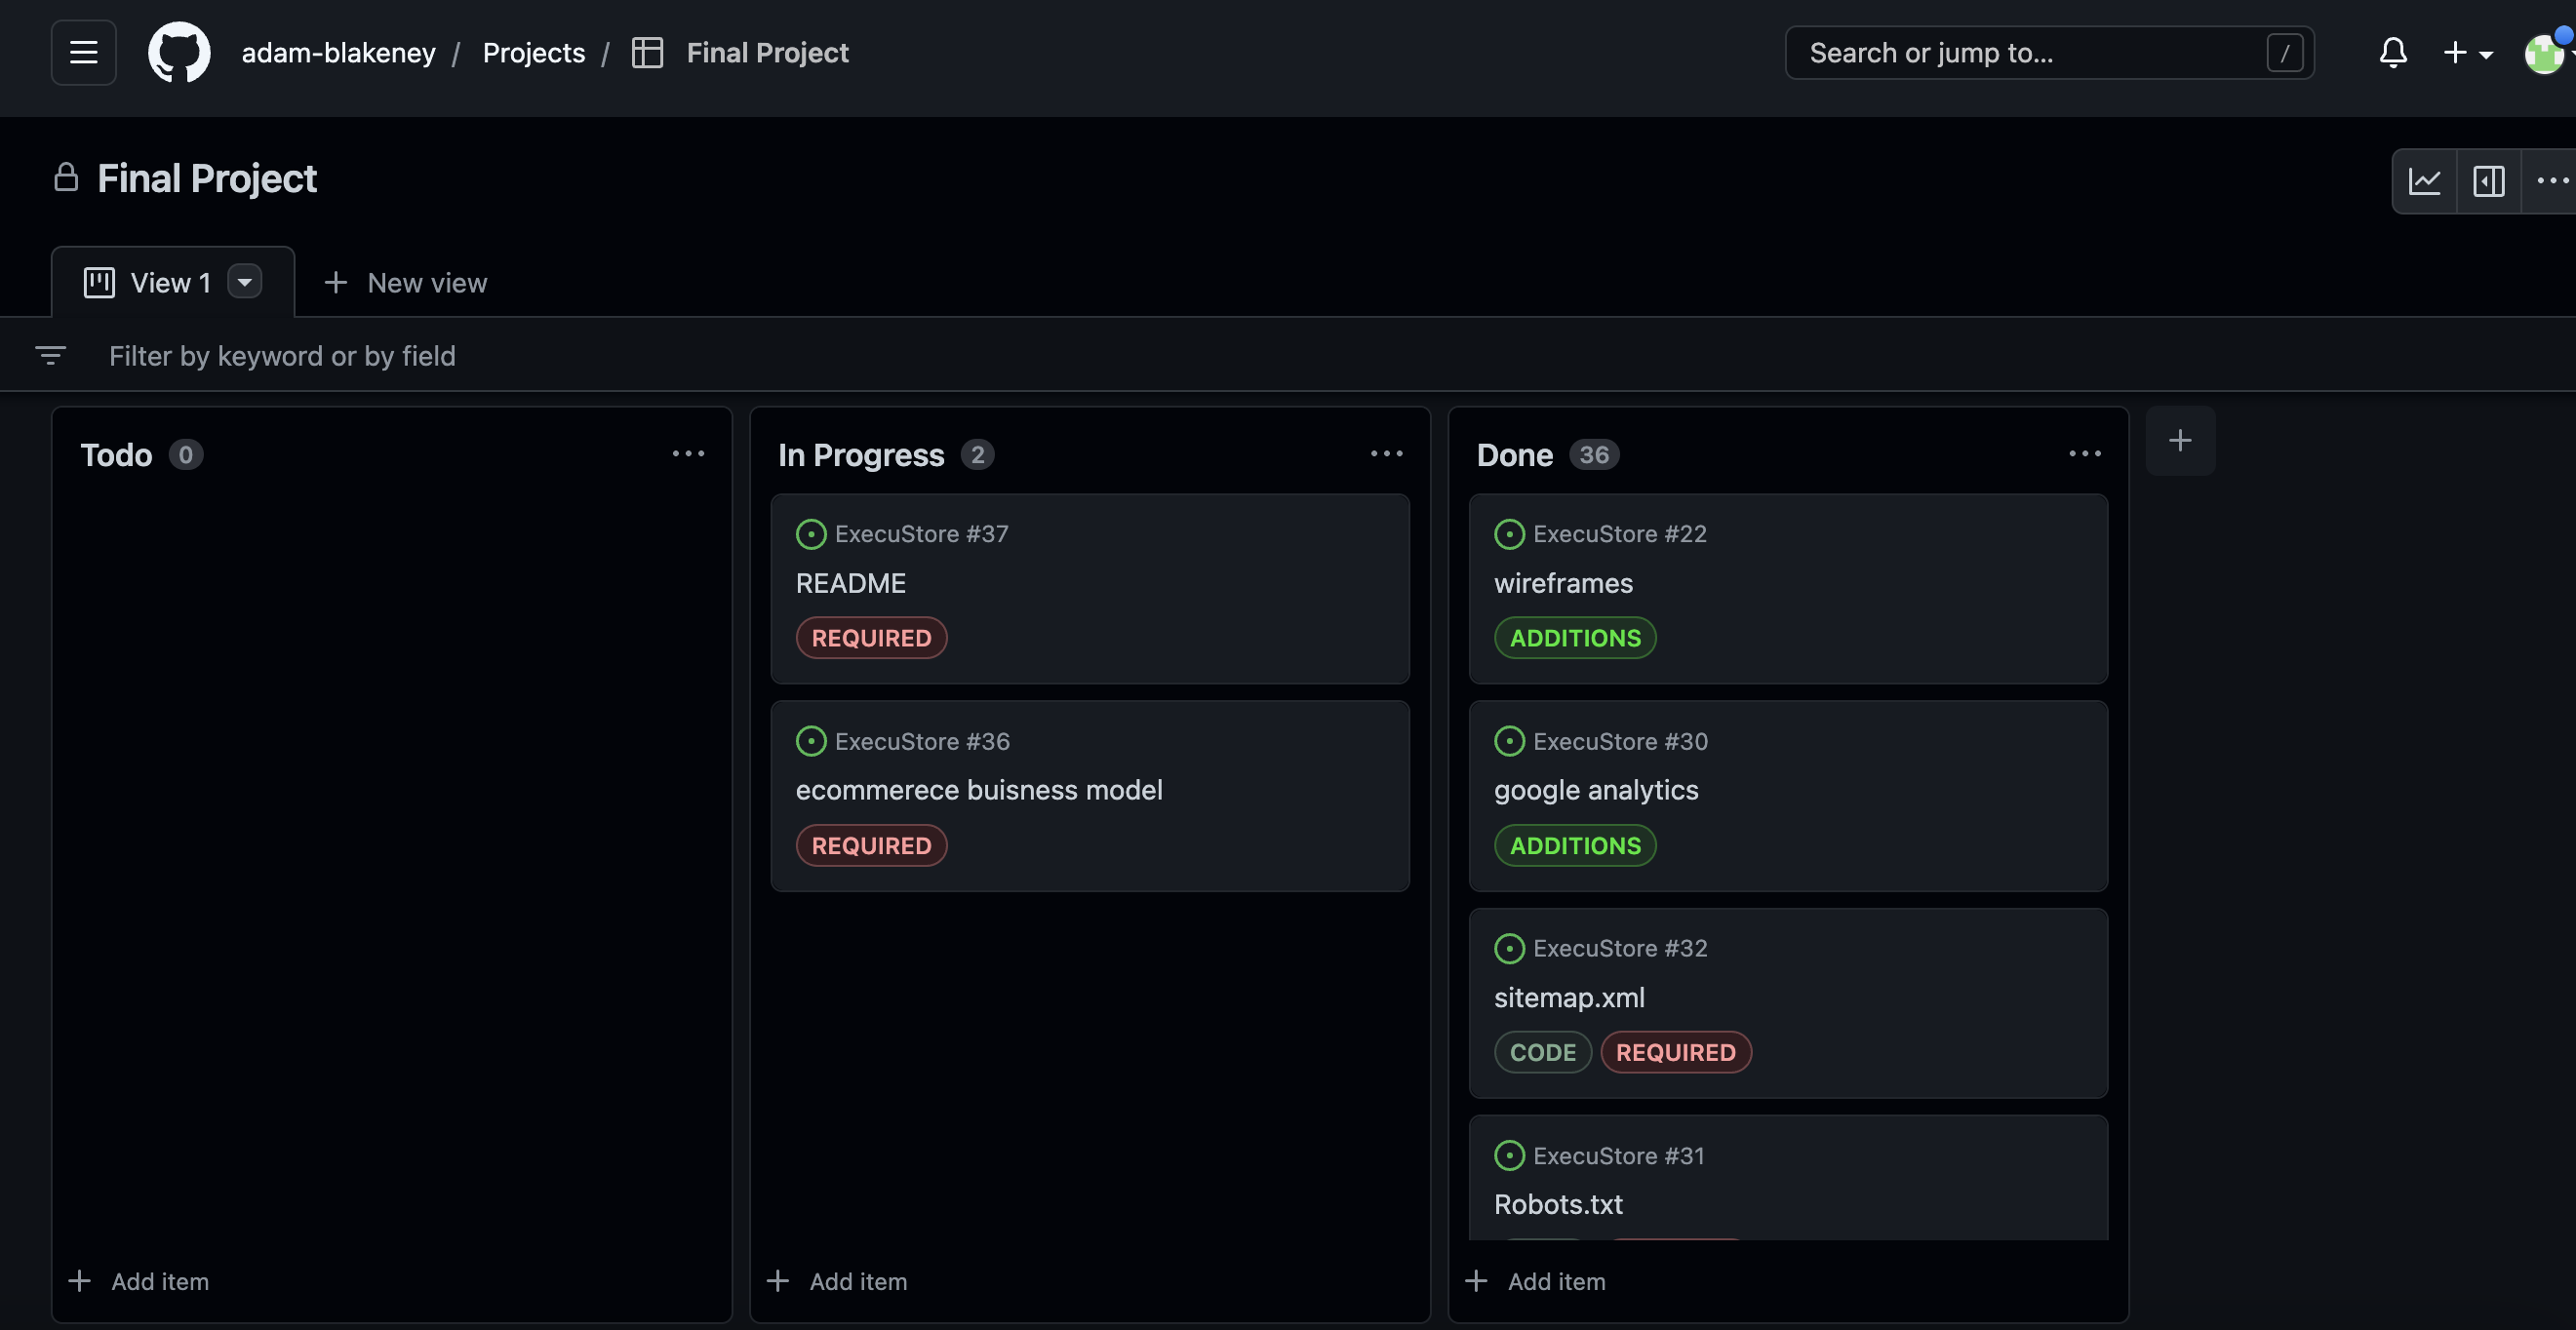 adam-blakeney / Projects / Final Project
Search or jump to... /
Final Project
View 1
New view
Filter by keyword or by field
Todo 0
Add item
In Progress 2
ExecuStore #37
README
REQUIRED
ExecuStore #36
ecommerece buisness model
REQUIRED
Add item
Done 36
ExecuStore #22
wireframes
ADDITIONS
ExecuStore #30
google analytics
ADDITIONS
ExecuStore #32
sitemap.xml
CODE REQUIRED
ExecuStore #31
Robots.txt
Add item